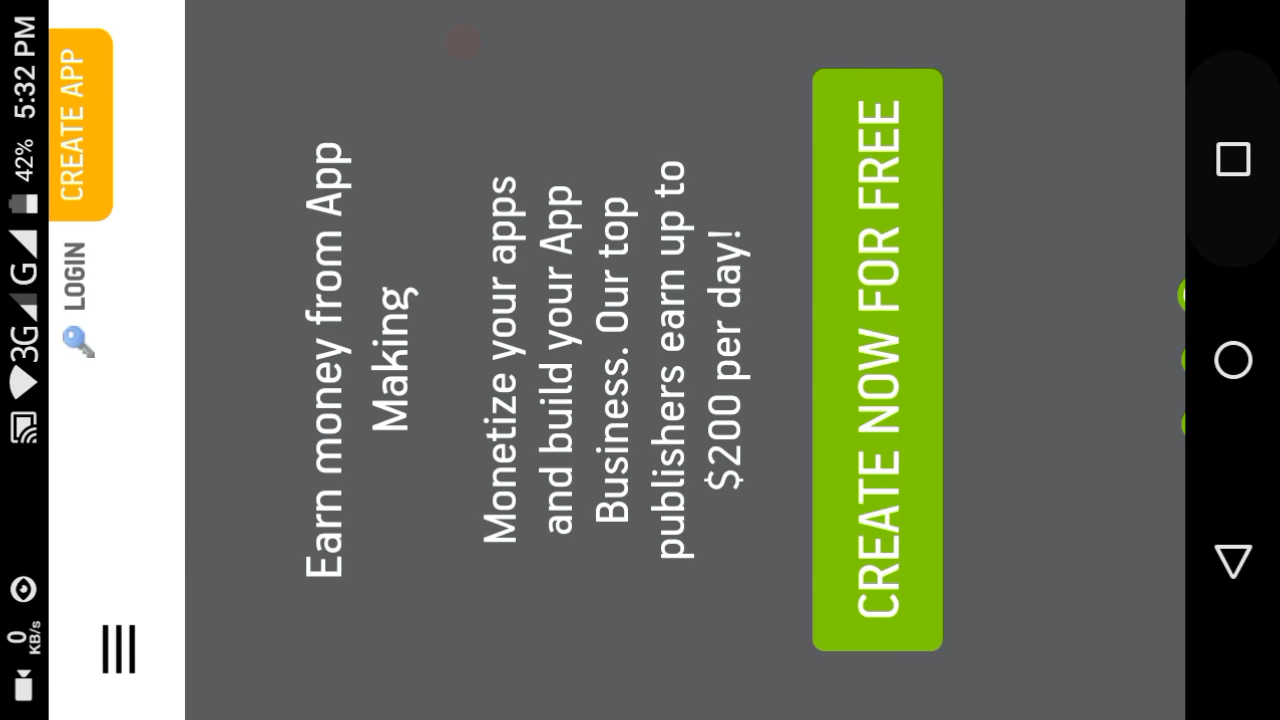 0
KB/s
3G
G
42%
5:32 PM
LOGIN
CREATE APP
Earn money from App
Making
Monetize your apps
and build your App
Business. Our top
publishers earn up to
$200 per day!
CREATE NOW FOR FREE